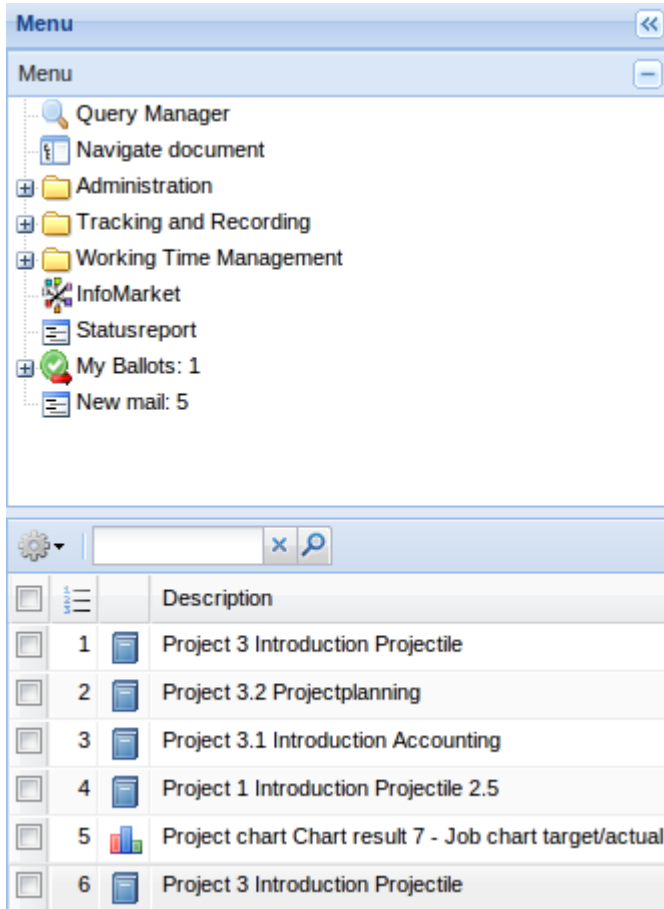 Menu
Menu
Query Manager
Navigate document
Administration
Tracking and Recording
Working Time Management
InfoMarket
Statusreport
My Ballots: 1
New mail: 5
Description
1 Project 3 Introduction Projectile
2 Project 3.2 Projectplanning
3 Project 3.1 Introduction Accounting
4 Project 1 Introduction Projectile 2.5
5 Project chart Chart result 7 - Job chart target/actual
6 Project 3 Introduction Projectile